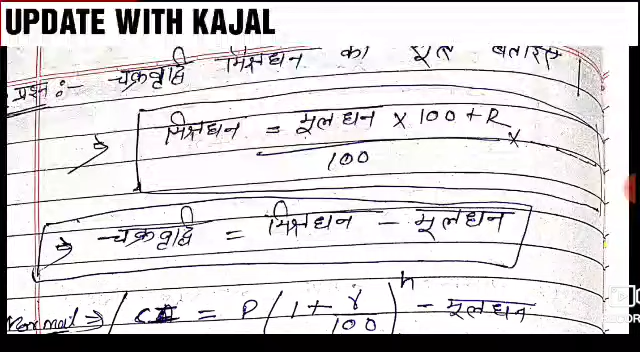 UPDATE WITH KAJAL
प्रश्न :- चक्रवृद्धि मिश्रधन का सूत्र बताइए
⇒ मिश्रधन = मूलधन × 100 + R ×
100
⇒ चक्रवृद्धि = मिश्रधन - मूलधन
⇒ = P (1 + r/100)^n - मूलधन